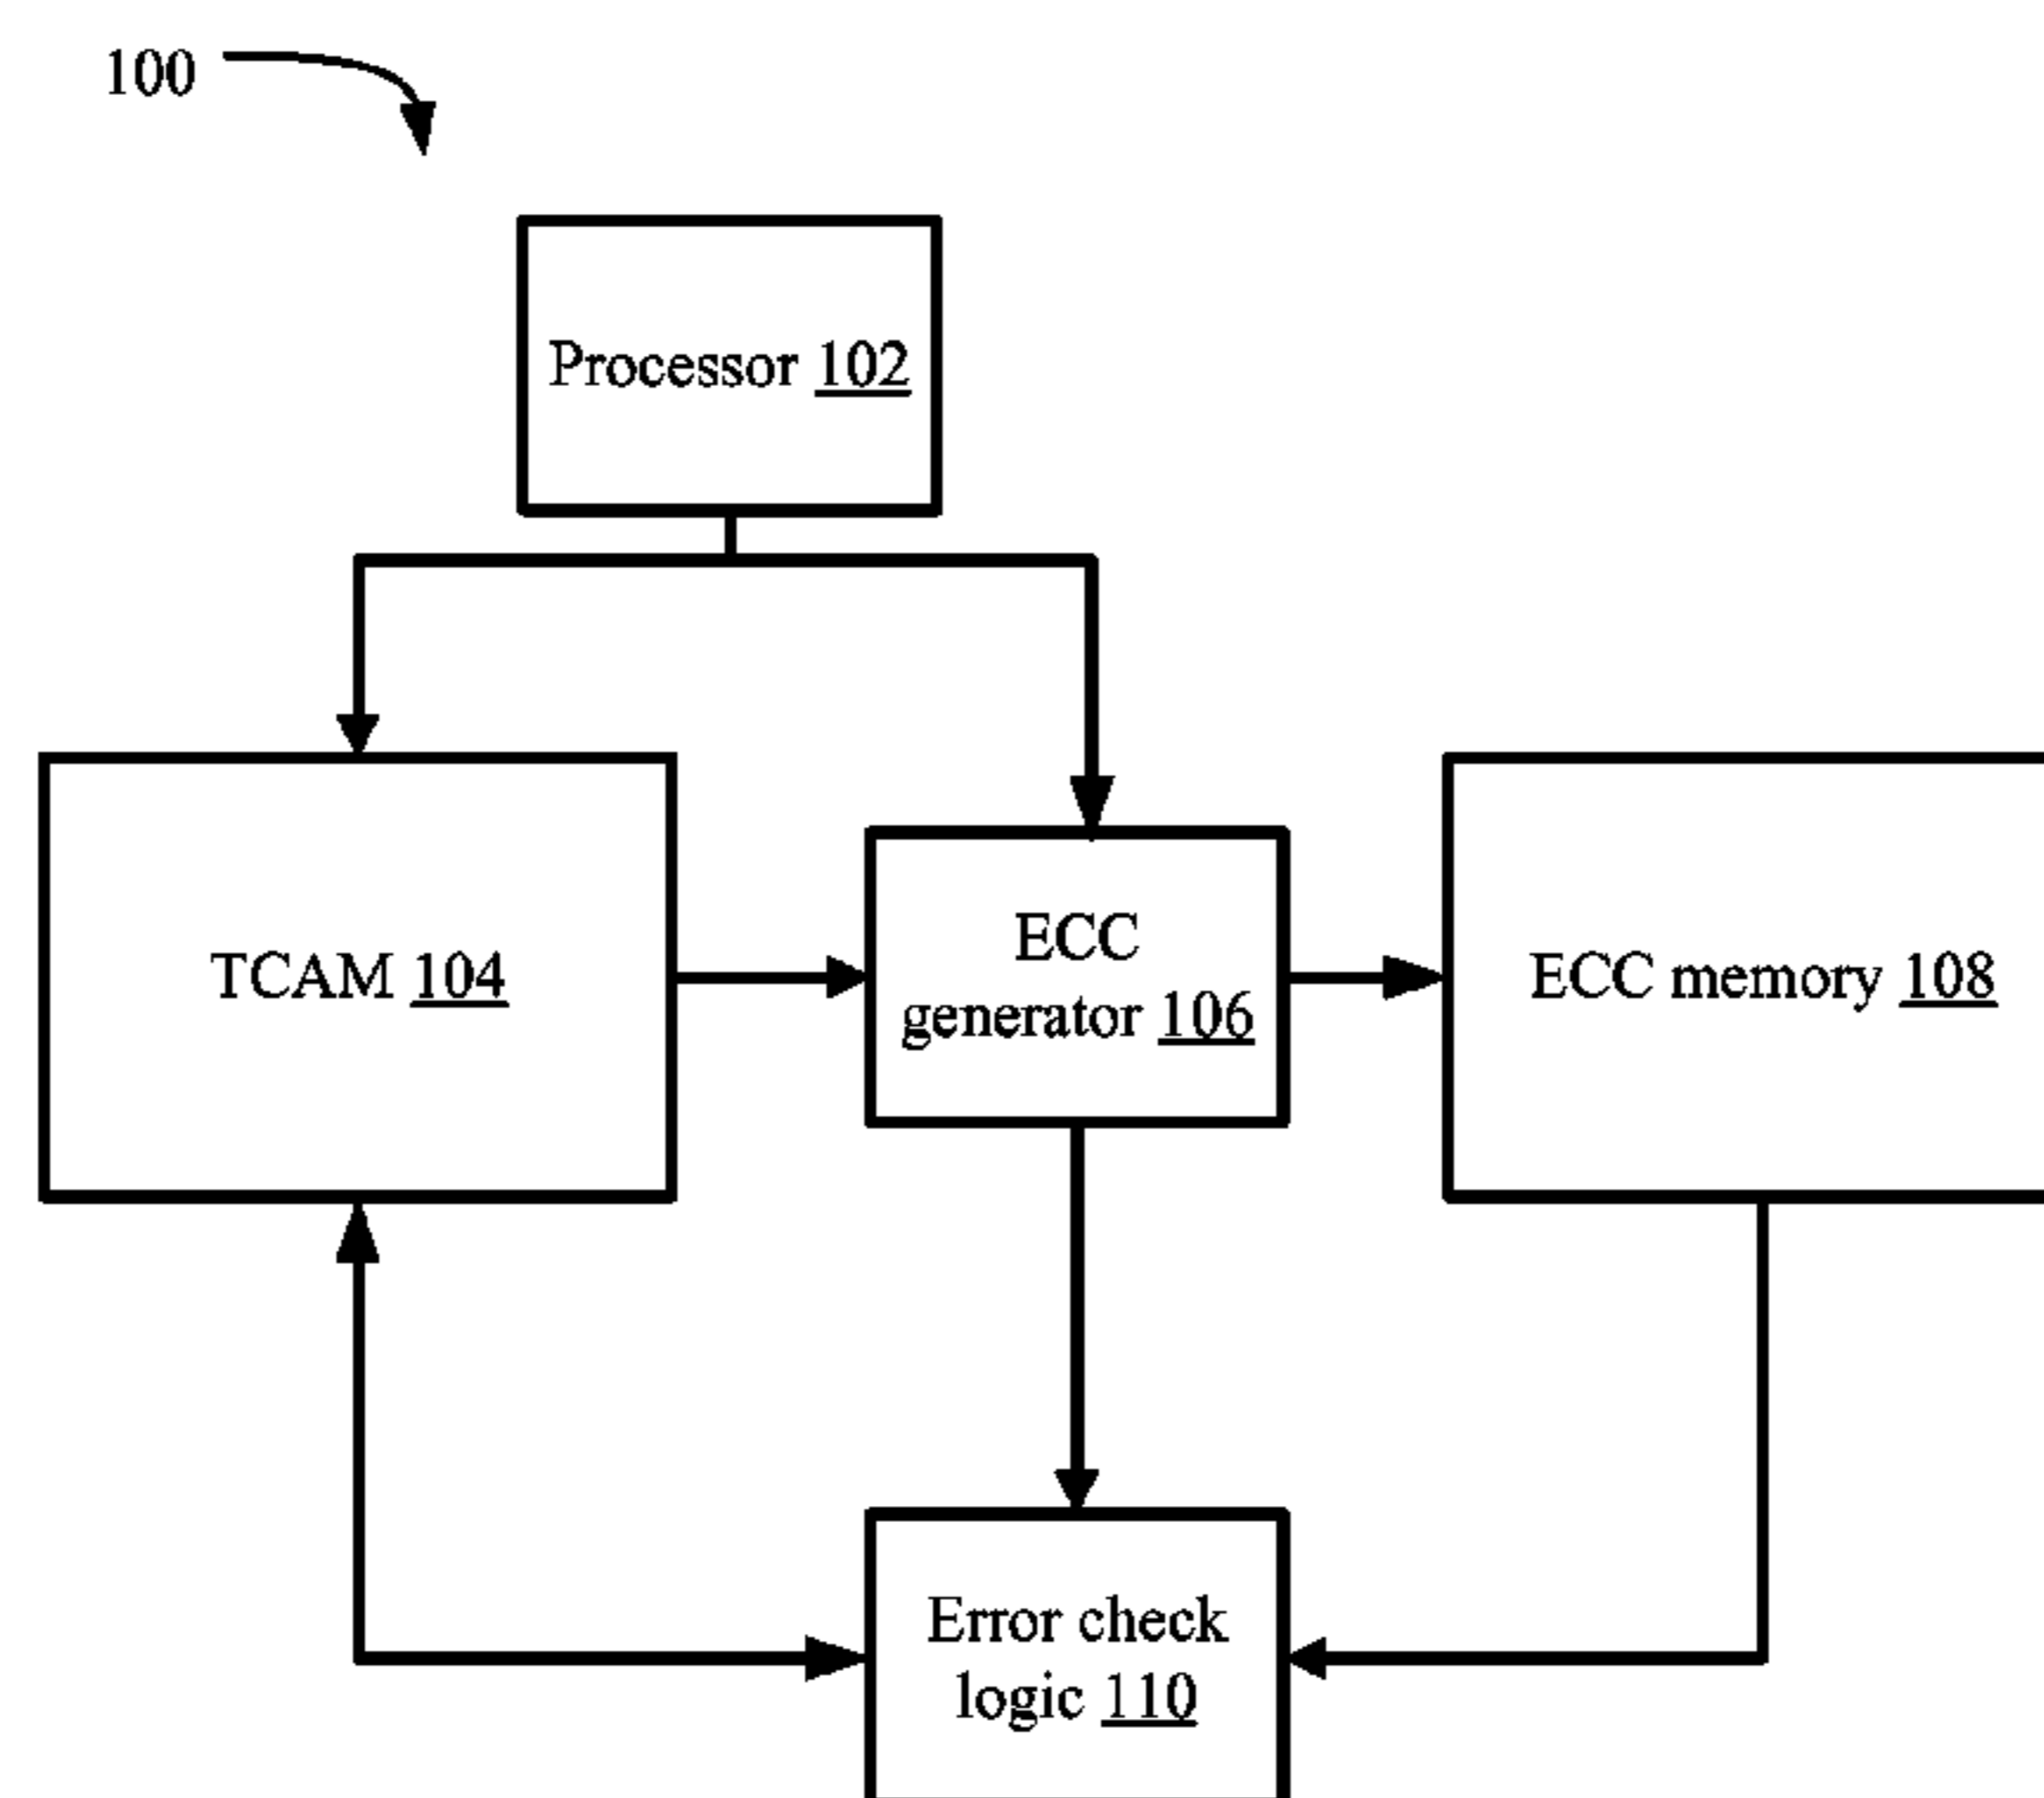 100
Processor 102
TCAM 104
ECC
generator 106
ECC memory 108
Error check
logic 110